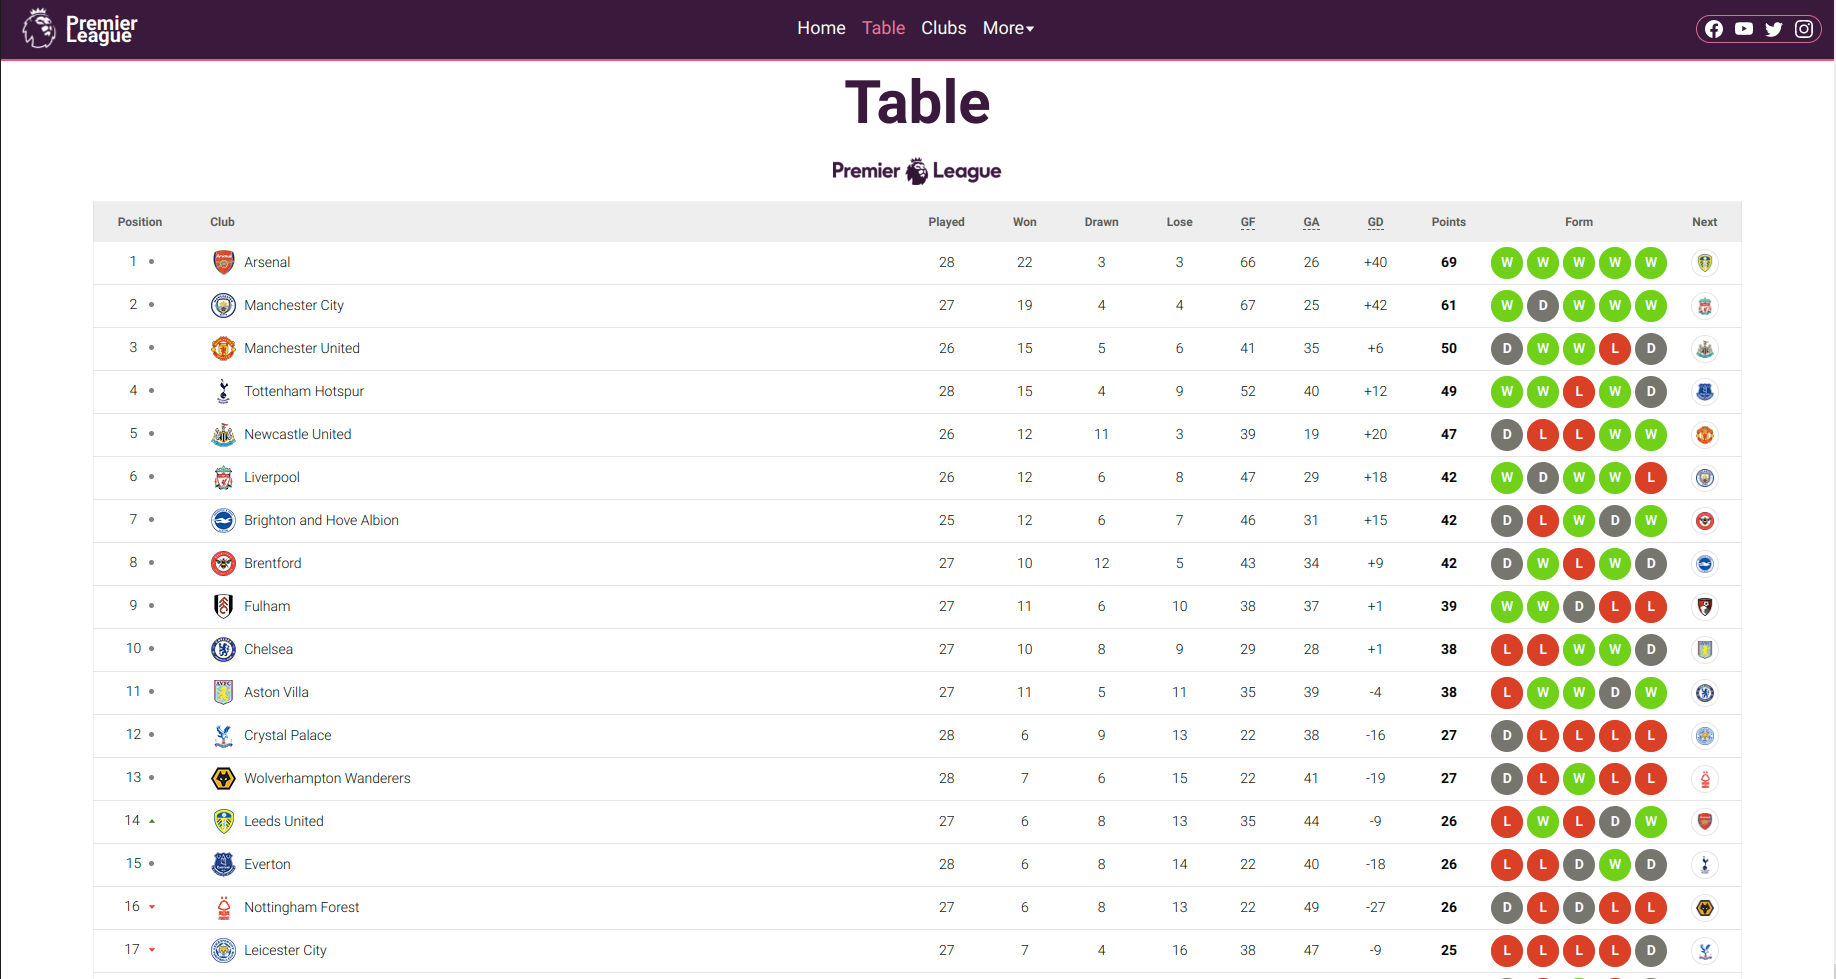 Premier League
Home Table Clubs More
Table
Premier League
Position Club Played Won Drawn Lose GF GA GD Points Form Next
1 Arsenal 28 22 3 3 66 26 +40 69 W W W W W
2 Manchester City 27 19 4 4 67 25 +42 61 W D W W W
3 Manchester United 26 15 5 6 41 35 +6 50 D W W L D
4 Tottenham Hotspur 28 15 4 9 52 40 +12 49 W W L W D
5 Newcastle United 26 12 11 3 39 19 +20 47 D L L W W
6 Liverpool 26 12 6 8 47 29 +18 42 W D W W L
7 Brighton and Hove Albion 25 12 6 7 46 31 +15 42 D L W D W
8 Brentford 27 10 12 5 43 34 +9 42 D W L W D
9 Fulham 27 11 6 10 38 37 +1 39 W W D L L
10 Chelsea 27 10 8 9 29 28 +1 38 L L W W D
11 Aston Villa 27 11 5 11 35 39 -4 38 L W W D W
12 Crystal Palace 28 6 9 13 22 38 -16 27 D L L L L
13 Wolverhampton Wanderers 28 7 6 15 22 41 -19 27 D L W L L
14 Leeds United 27 6 8 13 35 44 -9 26 L W L D W
15 Everton 28 6 8 14 22 40 -18 26 L L D W D
16 Nottingham Forest 27 6 8 13 22 49 -27 26 D L D L L
17 Leicester City 27 7 4 16 38 47 -9 25 L L L L D